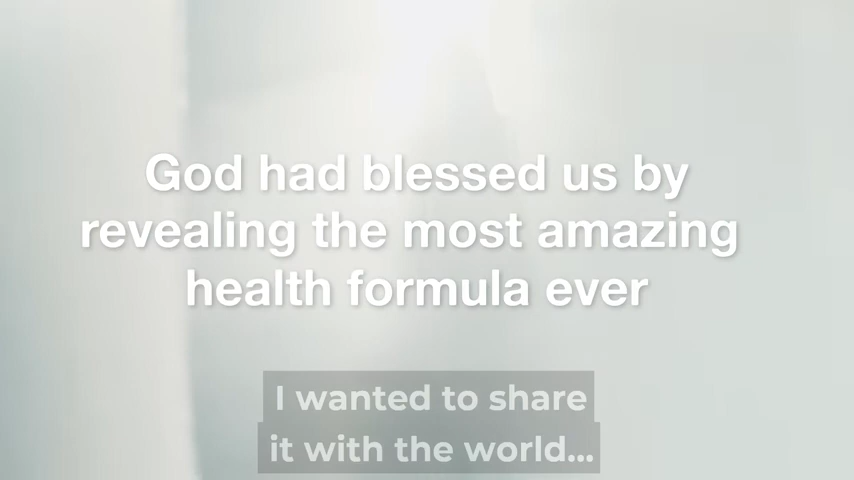 God had blessed us by
revealing the most amazing
health formula ever
I wanted to share
it with the world...